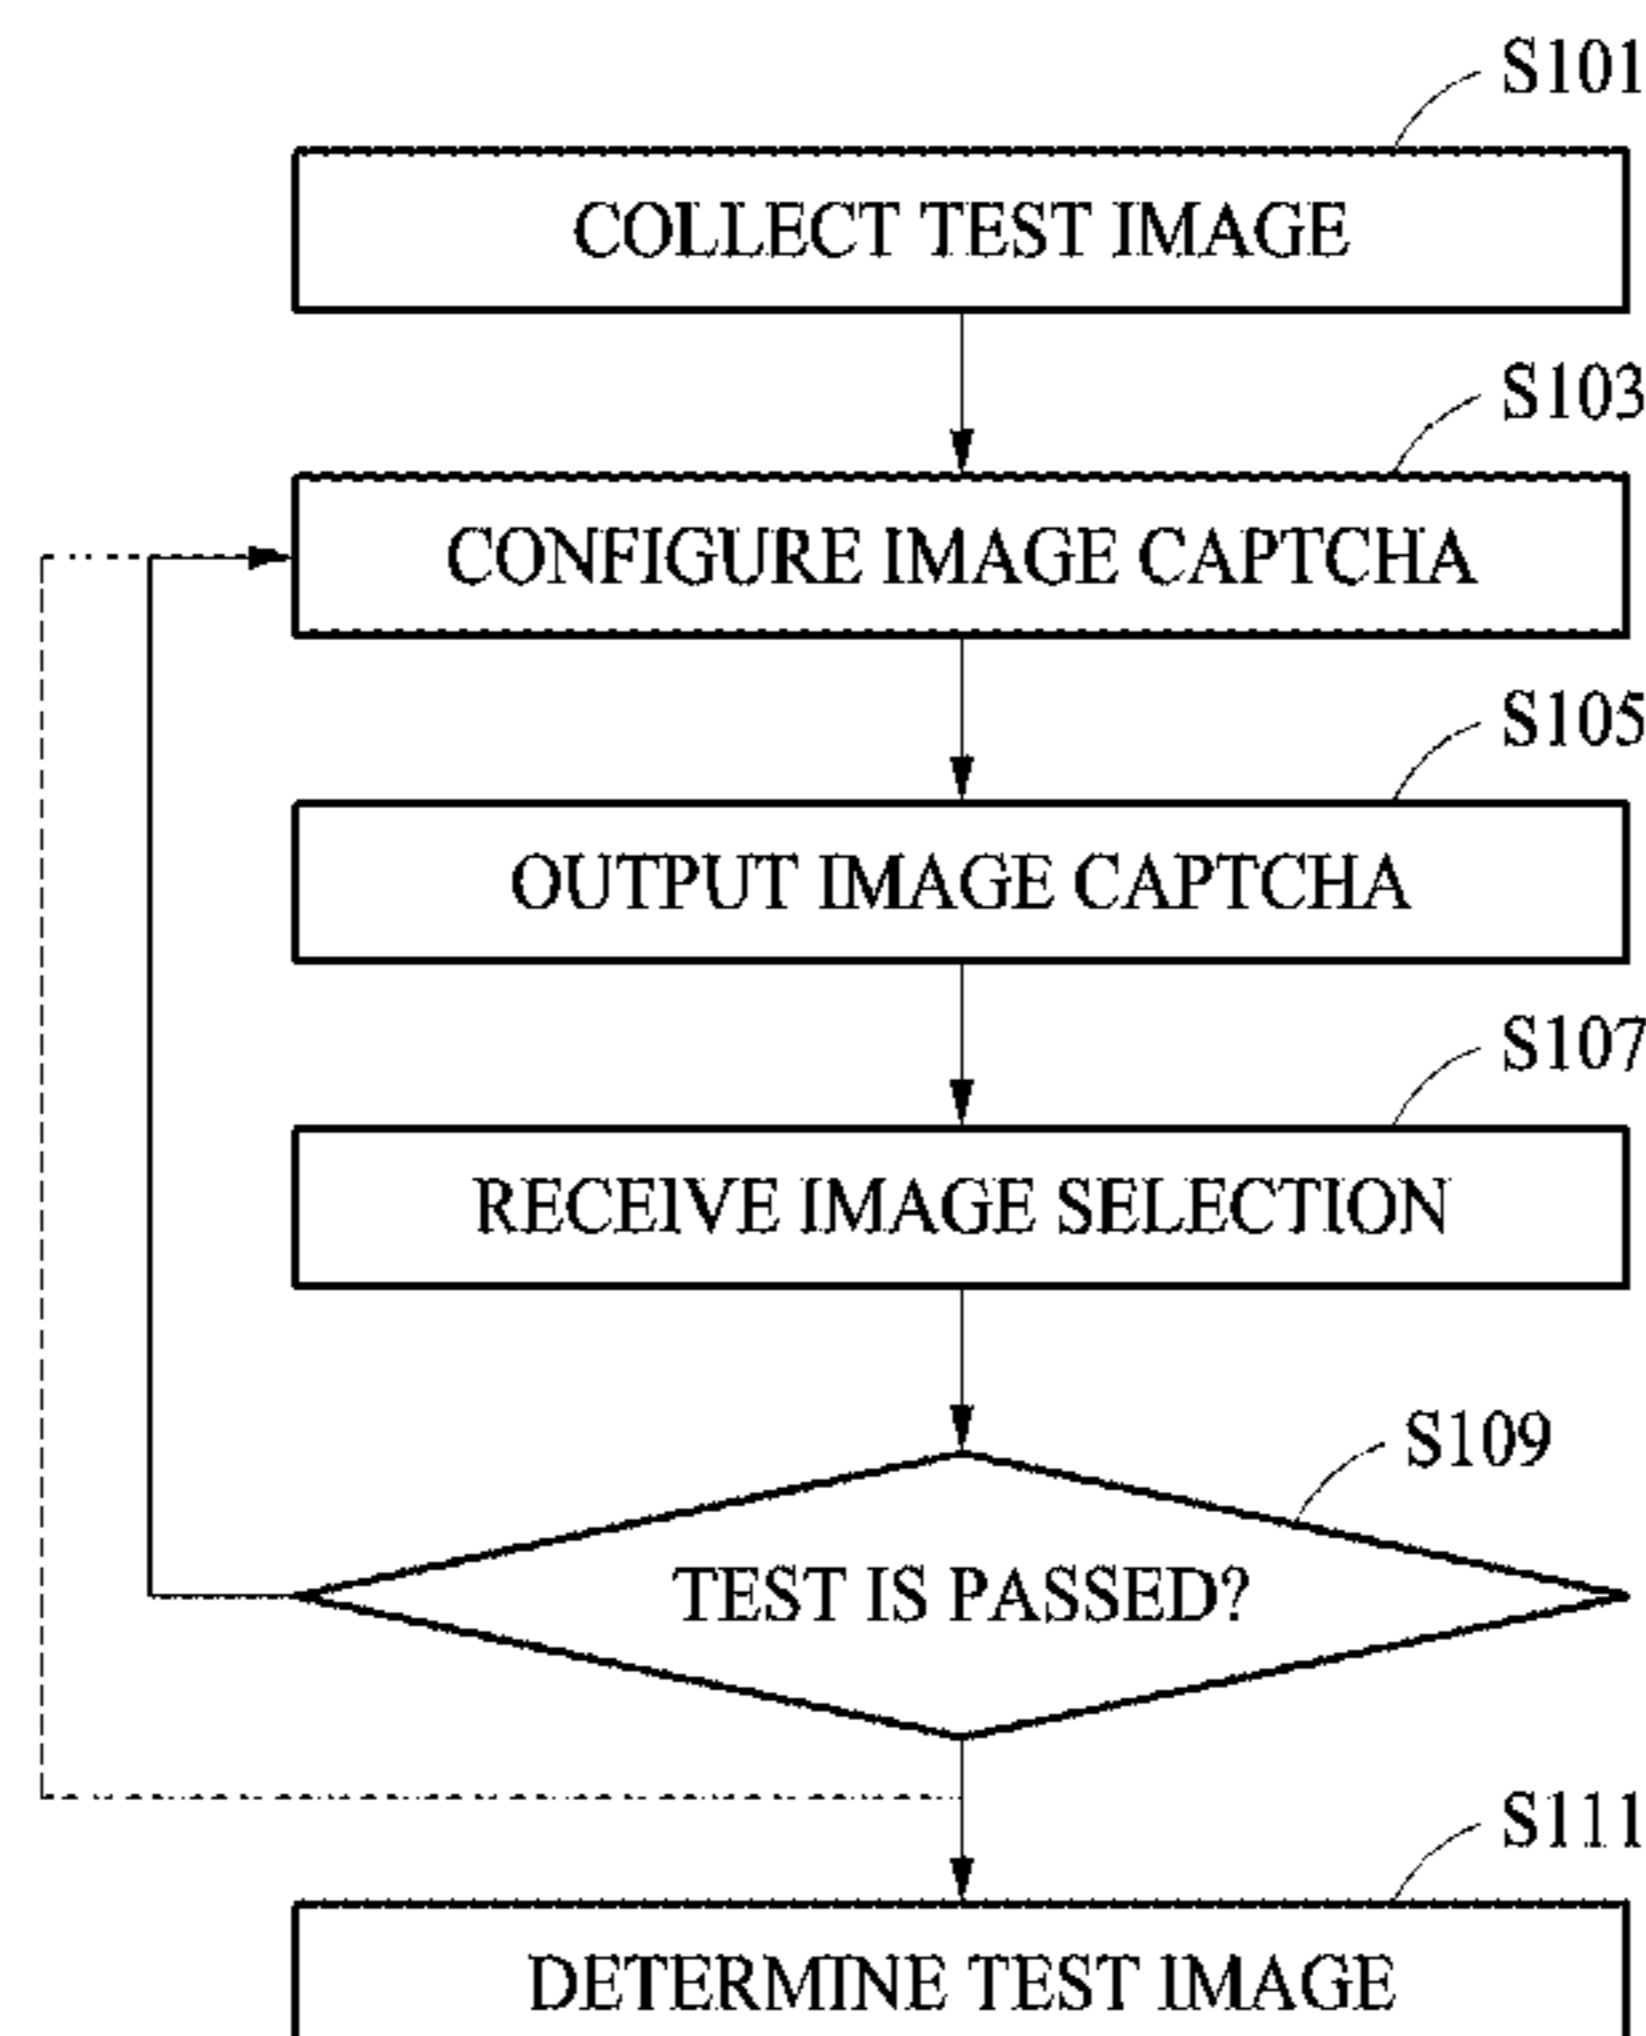 S101
COLLECT TEST IMAGE
S103
CONFIGURE IMAGE CAPTCHA
S105
OUTPUT IMAGE CAPTCHA
S107
RECEIVE IMAGE SELECTION
S109
TEST IS PASSED?
S111
DETERMINE TEST IMAGE